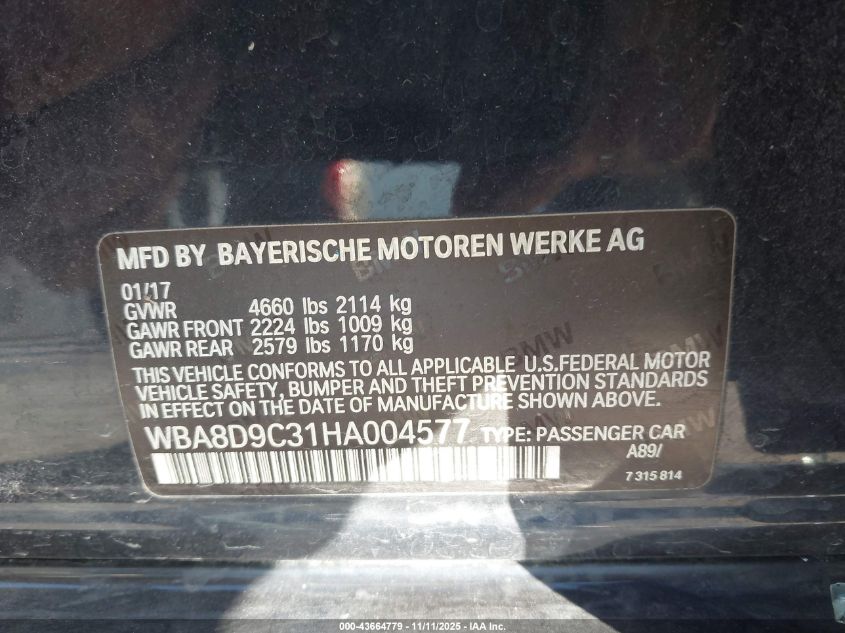 MFD BY BAYERISCHE MOTOREN WERKE AG
01/17
GVWR 4660 lbs 2114 kg
GAWR FRONT 2224 lbs 1009 kg
GAWR REAR 2579 lbs 1170 kg
THIS VEHICLE CONFORMS TO ALL APPLICABLE U.S.FEDERAL MOTOR
VEHICLE SAFETY, BUMPER AND THEFT PREVENTION STANDARDS
IN EFFECT ON THE DATE OF MANUFACTURE SHOWN ABOVE.
WBA8D9C31HA004577 TYPE: PASSENGER CAR
A89/
7 315 814
BMW
000-43664779 - 11/11/2025 - IAA Inc.